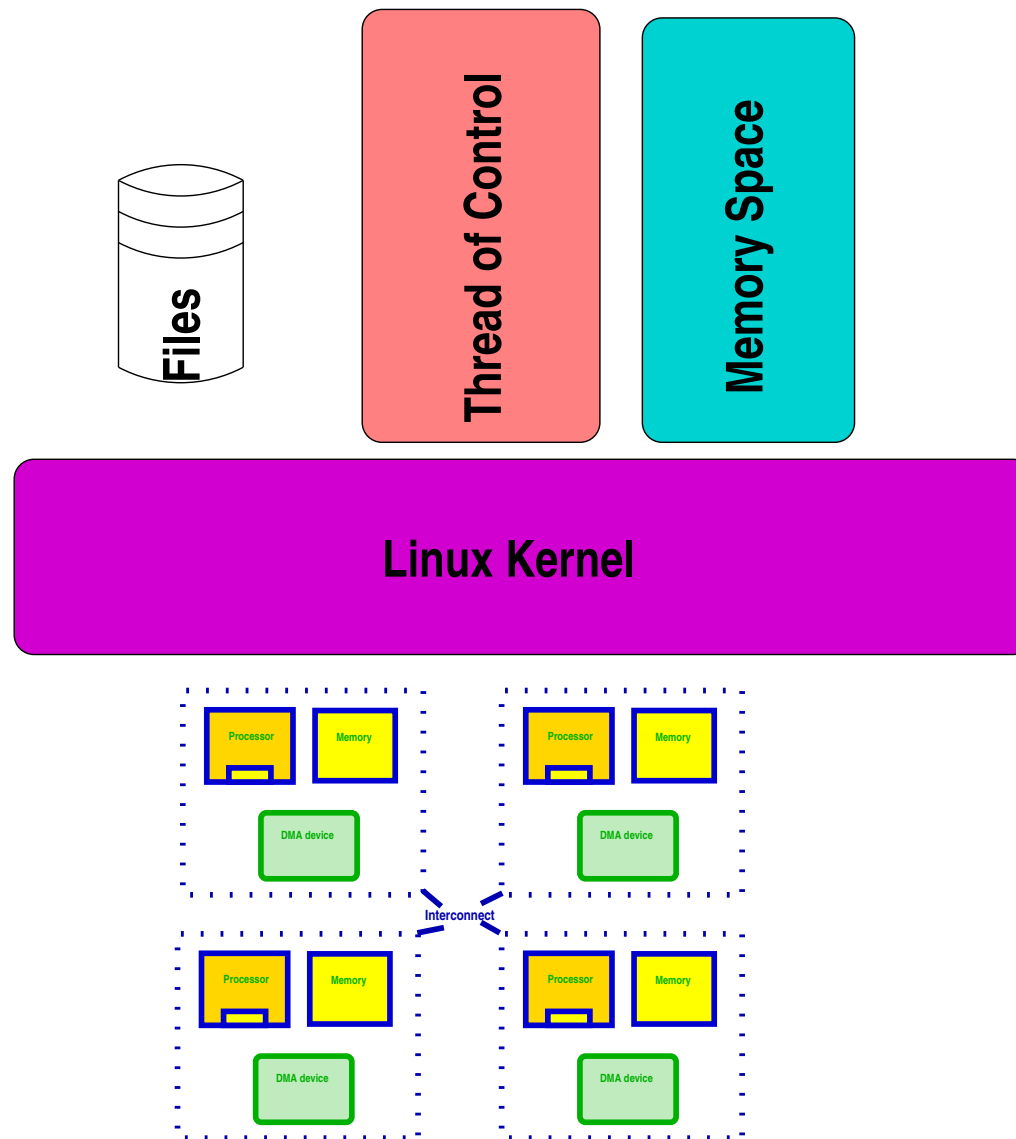 Files
Thread of Control
Memory Space
Linux Kernel
Processor
Memory
DMA device
Processor
Memory
DMA device
Interconnect
Processor
Memory
DMA device
Processor
Memory
DMA device